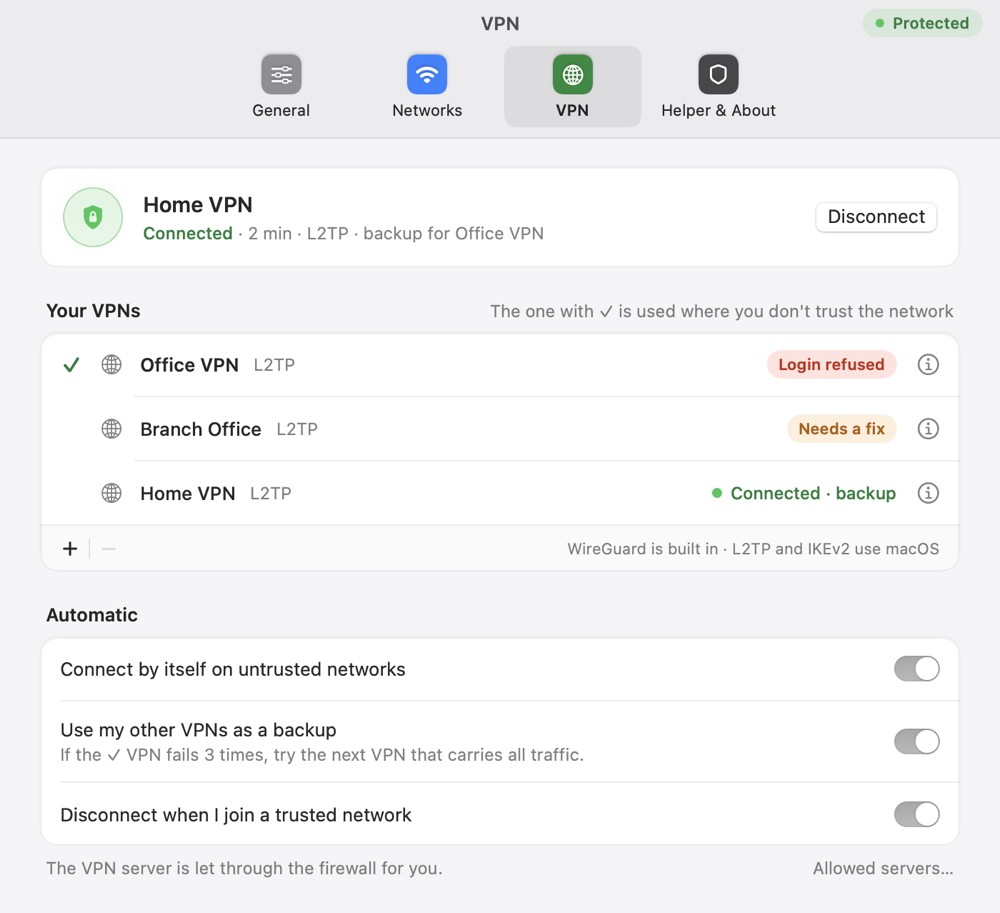 VPN
Protected
General
Networks
VPN
Helper & About
Home VPN
Connected · 2 min · L2TP · backup for Office VPN
Disconnect
Your VPNs
The one with ✓ is used where you don't trust the network
✓ Office VPN L2TP
Login refused
Branch Office L2TP
Needs a fix
Home VPN L2TP
Connected · backup
+ −
WireGuard is built in · L2TP and IKEv2 use macOS
Automatic
Connect by itself on untrusted networks
Use my other VPNs as a backup
If the ✓ VPN fails 3 times, try the next VPN that carries all traffic.
Disconnect when I join a trusted network
The VPN server is let through the firewall for you.
Allowed servers...